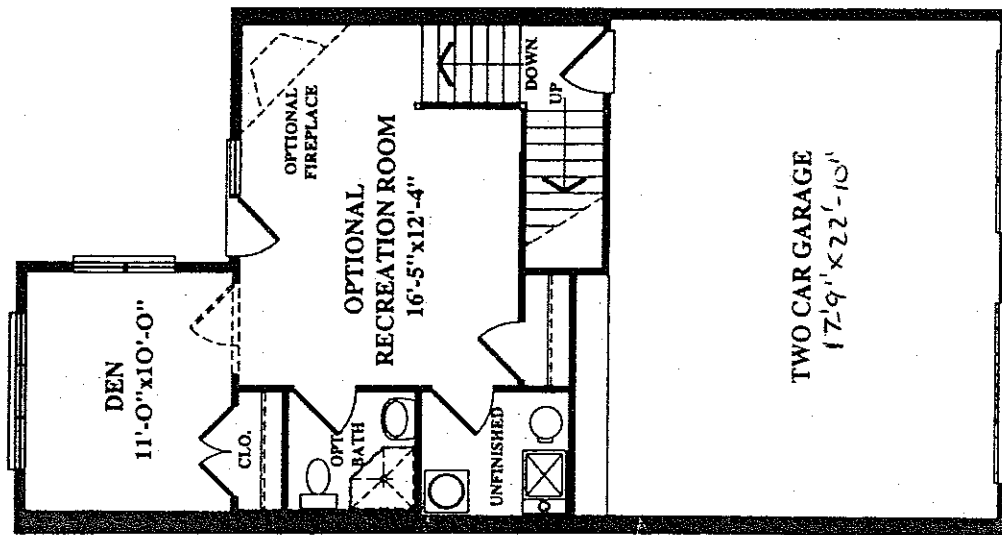 DOWN
UP
OPTIONAL
FIREPLACE
OPTIONAL
RECREATION ROOM
16'-5"x12'-4"
TWO CAR GARAGE
17'-9" x 22'-10"
DEN
11'-0"x10'-0"
CLO.
OPT
BATH
UNFINISHED